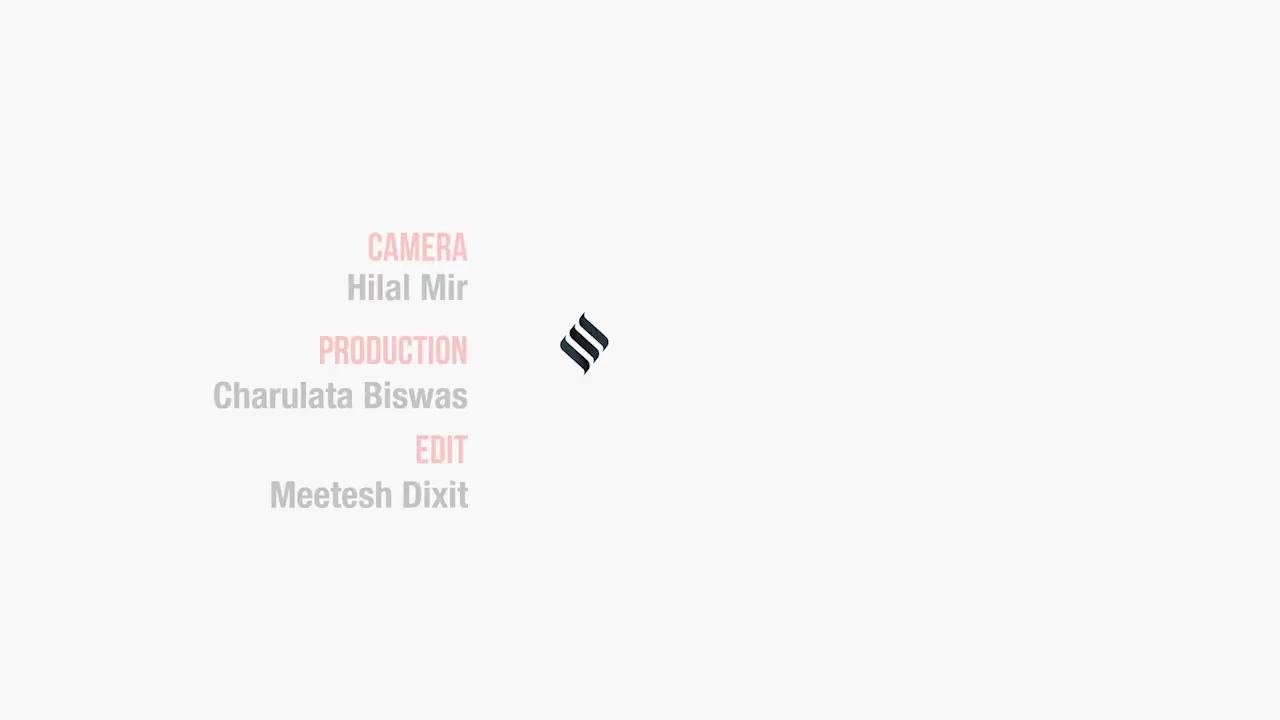 CAMERA
Hilal Mir
PRODUCTION
Charulata Biswas
EDIT
Meetesh Dixit